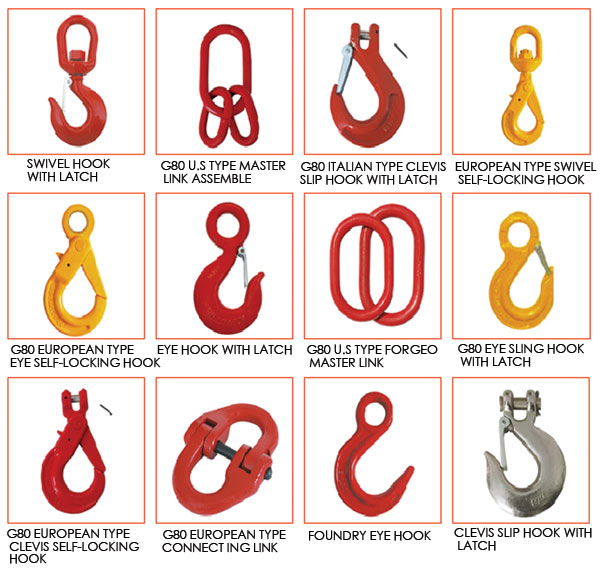 SWIVEL HOOK
WITH LATCH
G80 U.S TYPE MASTER
LINK ASSEMBLE
G80 ITALIAN TYPE CLEVIS
SLIP HOOK WITH LATCH
EUROPEAN TYPE SWIVEL
SELF-LOCKING HOOK
G80 EUROPEAN TYPE
EYE SELF-LOCKING HOOK
EYE HOOK WITH LATCH
G80 U.S TYPE FORGEO
MASTER LINK
G80 EYE SLING HOOK
WITH LATCH
G80 EUROPEAN TYPE
CLEVIS SELF-LOCKING
HOOK
G80 EUROPEAN TYPE
CONNECT ING LINK
FOUNDRY EYE HOOK
CLEVIS SLIP HOOK WITH
LATCH